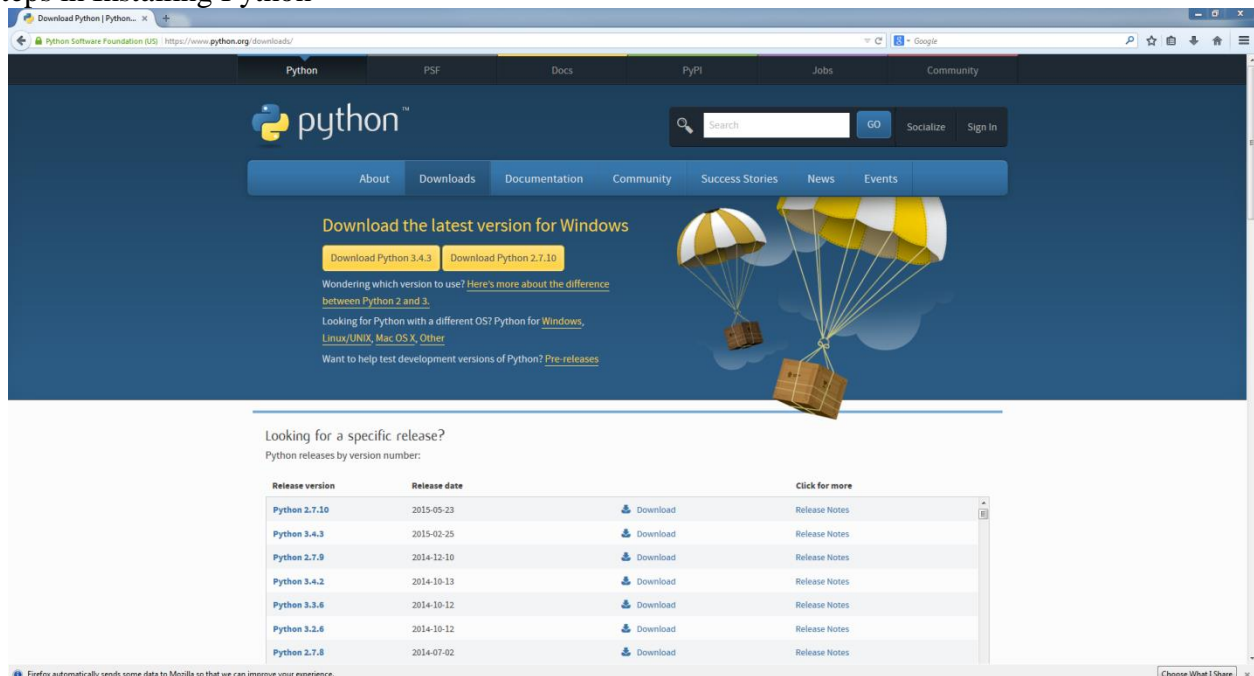 teps in Installing Python
Download Python | Python... × +
Python Software Foundation (US) https://www.python.org/downloads/ Google
Python PSF Docs PyPI Jobs Community
python™
Search GO Socialize Sign In
About Downloads Documentation Community Success Stories News Events
Download the latest version for Windows
Download Python 3.4.3 Download Python 2.7.10
Wondering which version to use? Here's more about the difference
between Python 2 and 3.
Looking for Python with a different OS? Python for Windows,
Linux/UNIX, Mac OS X, Other
Want to help test development versions of Python? Pre-releases
Looking for a specific release?
Python releases by version number:
Release version Release date Click for more
Python 2.7.10 2015-05-23 Download Release Notes
Python 3.4.3 2015-02-25 Download Release Notes
Python 2.7.9 2014-12-10 Download Release Notes
Python 3.4.2 2014-10-13 Download Release Notes
Python 3.3.6 2014-10-12 Download Release Notes
Python 3.2.6 2014-10-12 Download Release Notes
Python 2.7.8 2014-07-02 Download Release Notes
Firefox automatically sends some data to Mozilla so that we can improve your experience. Choose What I Share ×